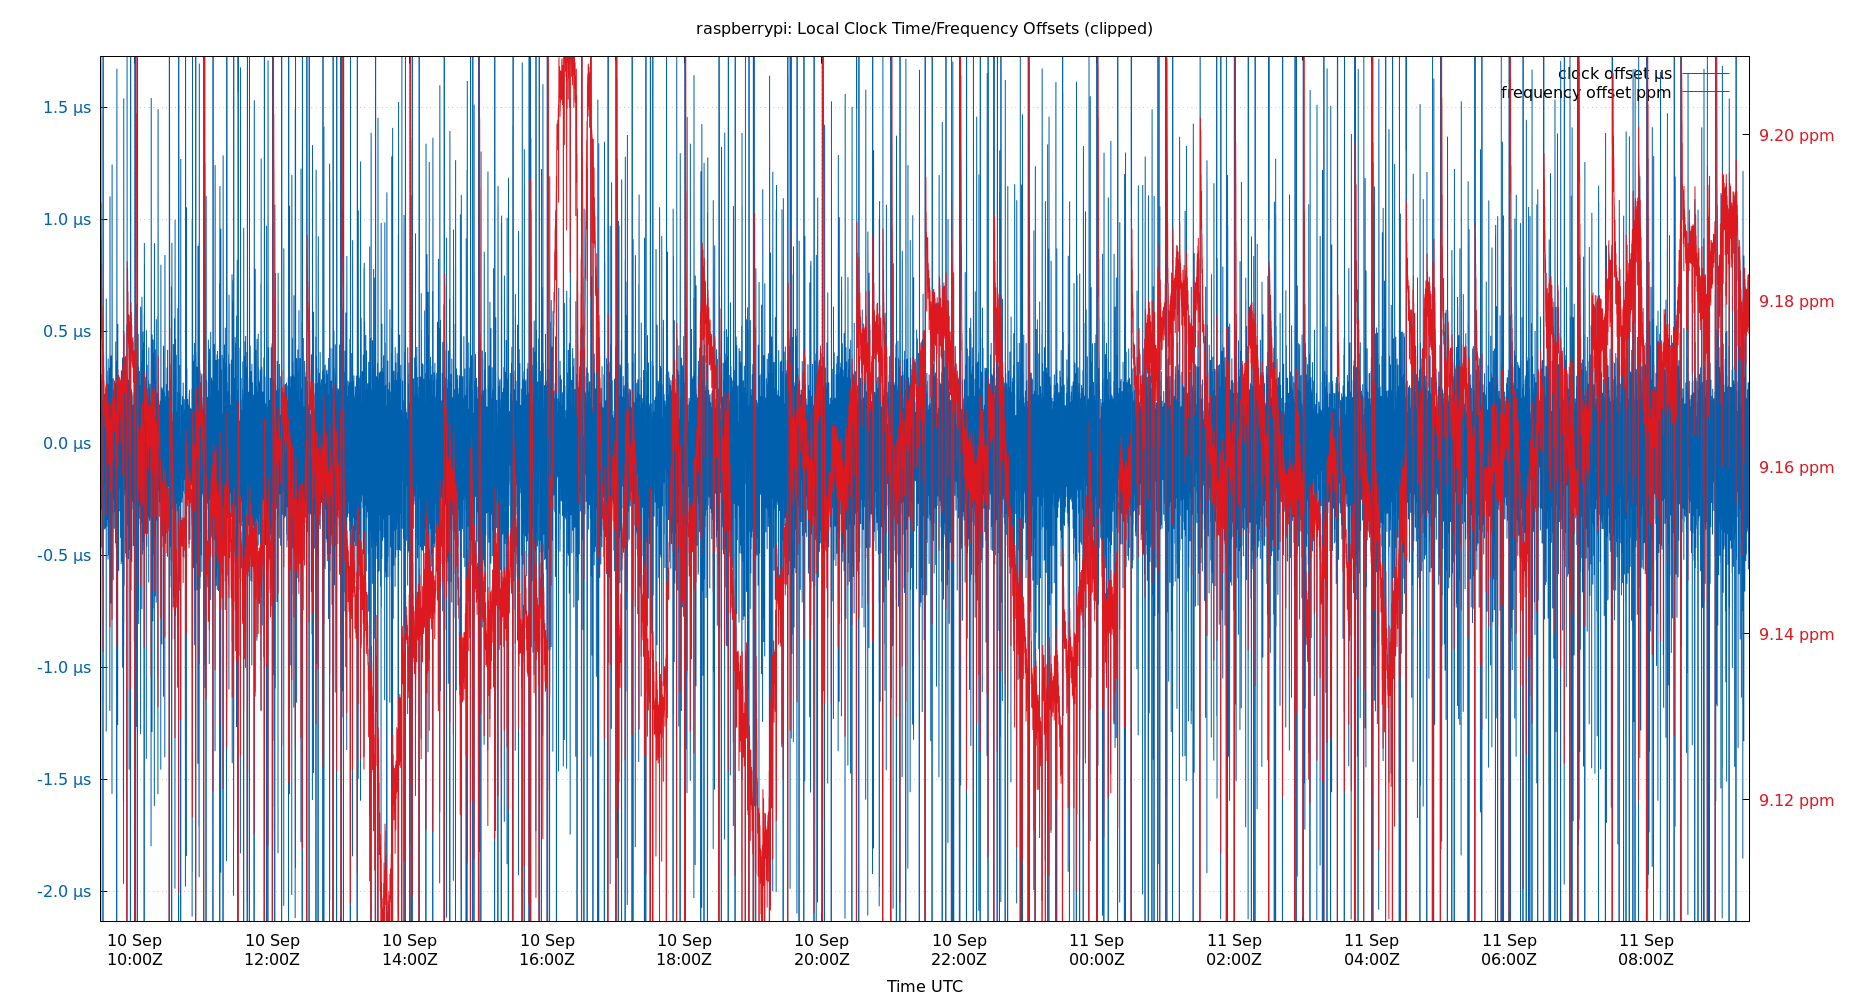 raspberrypi: Local Clock Time/Frequency Offsets (clipped)
clock offset µs
frequency offset ppm
1.5 µs
1.0 µs
0.5 µs
0.0 µs
-0.5 µs
-1.0 µs
-1.5 µs
-2.0 µs
9.20 ppm
9.18 ppm
9.16 ppm
9.14 ppm
9.12 ppm
10 Sep
10:00Z
10 Sep
12:00Z
10 Sep
14:00Z
10 Sep
16:00Z
10 Sep
18:00Z
10 Sep
20:00Z
10 Sep
22:00Z
11 Sep
00:00Z
11 Sep
02:00Z
11 Sep
04:00Z
11 Sep
06:00Z
11 Sep
08:00Z
Time UTC